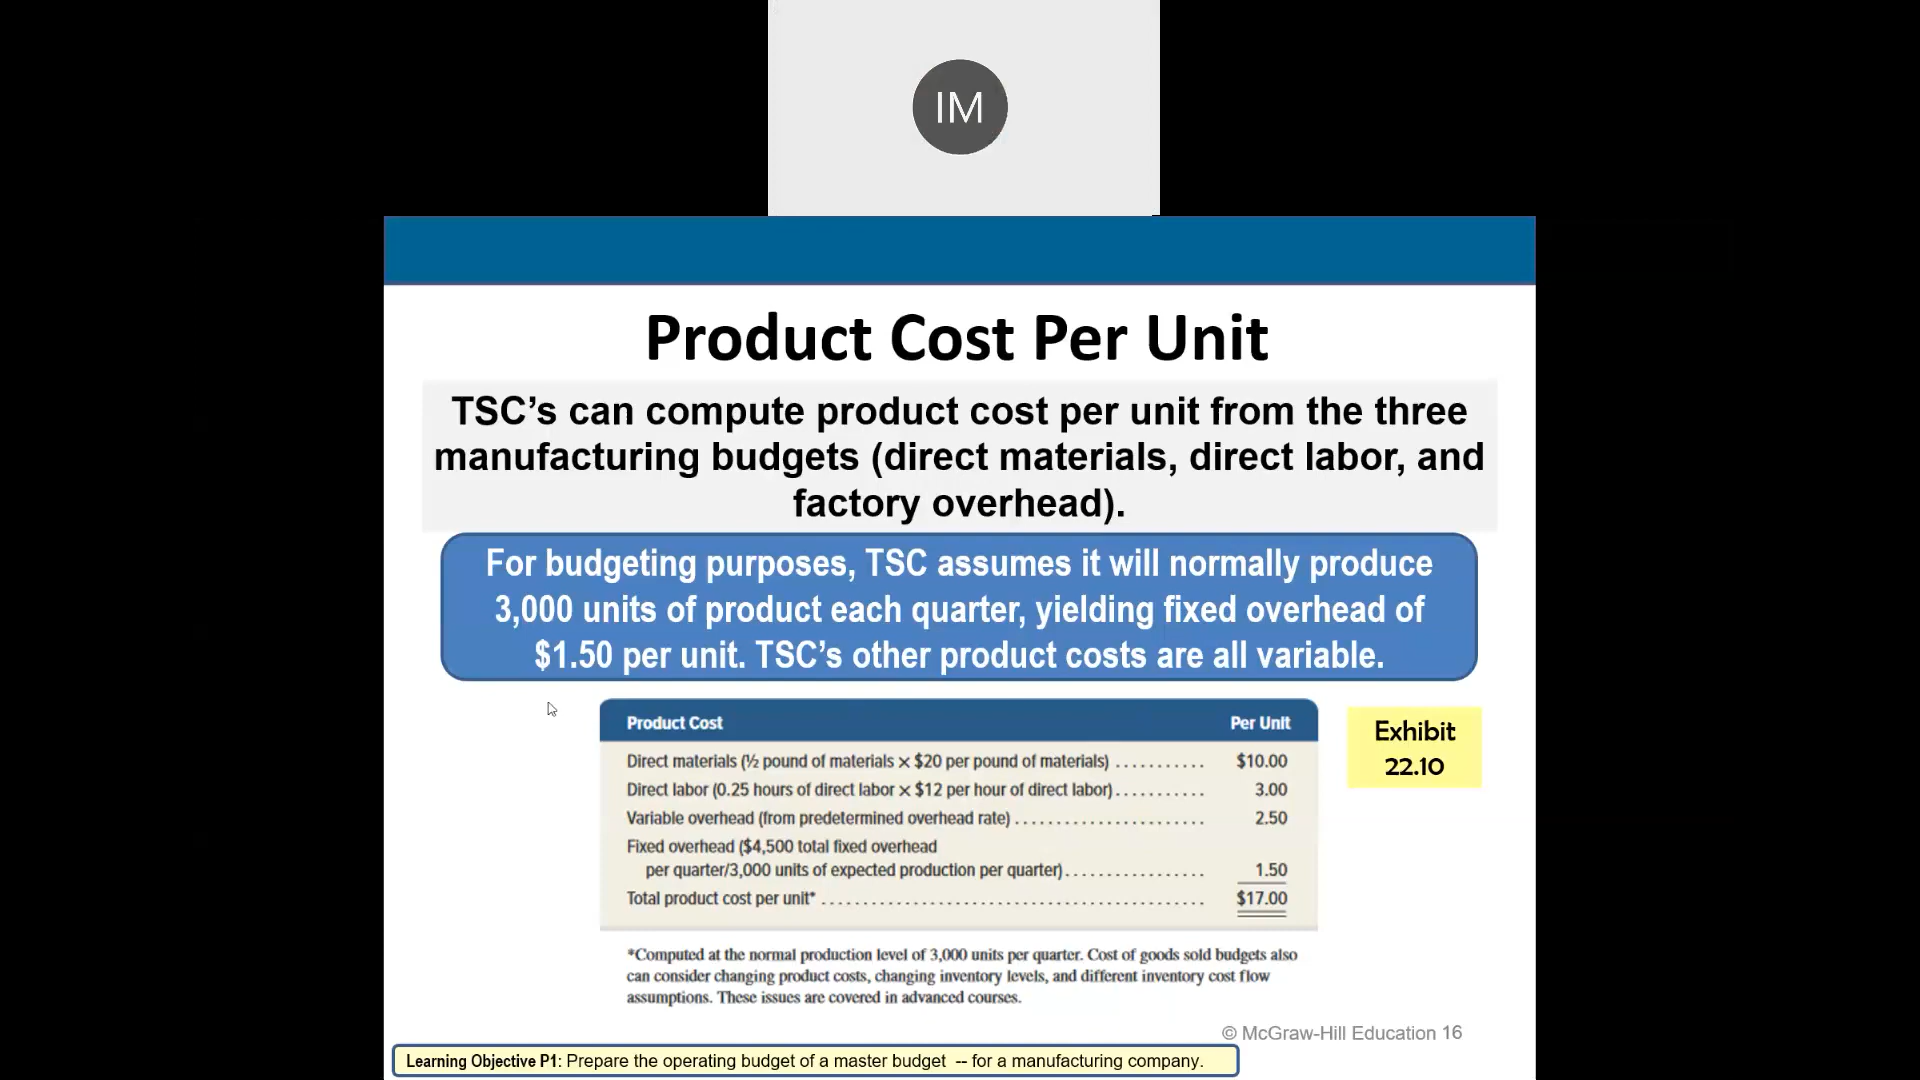 IM
Product Cost Per Unit
TSC’s can compute product cost per unit from the three
manufacturing budgets (direct materials, direct labor, and
factory overhead).
For budgeting purposes, TSC assumes it will normally produce
3,000 units of product each quarter, yielding fixed overhead of
$1.50 per unit. TSC’s other product costs are all variable.
Product Cost Per Unit
Direct materials (½ pound of materials × $20 per pound of materials) ........... $10.00
Direct labor (0.25 hours of direct labor × $12 per hour of direct labor)........... 3.00
Variable overhead (from predetermined overhead rate) ....................... 2.50
Fixed overhead ($4,500 total fixed overhead
per quarter/3,000 units of expected production per quarter)................. 1.50
Total product cost per unit* .............................................. $17.00
Exhibit
22.10
*Computed at the normal production level of 3,000 units per quarter. Cost of goods sold budgets also
can consider changing product costs, changing inventory levels, and different inventory cost flow
assumptions. These issues are covered in advanced courses.
© McGraw-Hill Education 16
Learning Objective P1: Prepare the operating budget of a master budget -- for a manufacturing company.